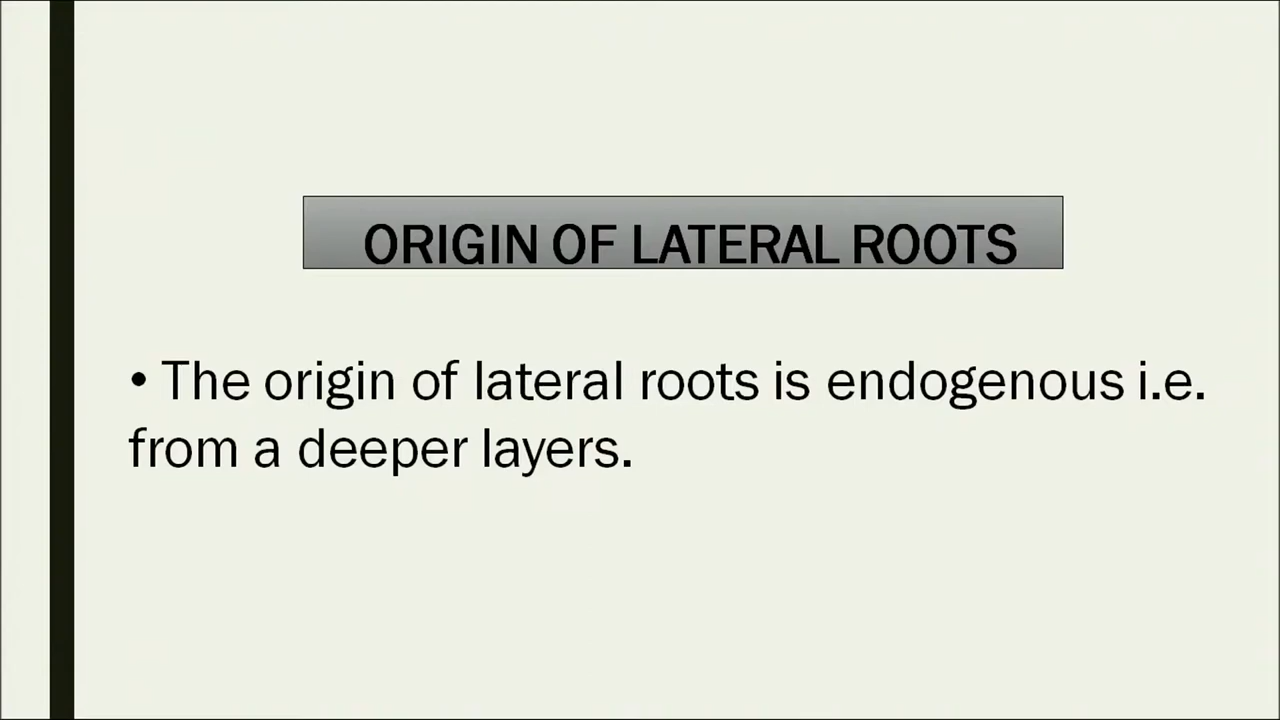 ORIGIN OF LATERAL ROOTS
• The origin of lateral roots is endogenous i.e.
from a deeper layers.